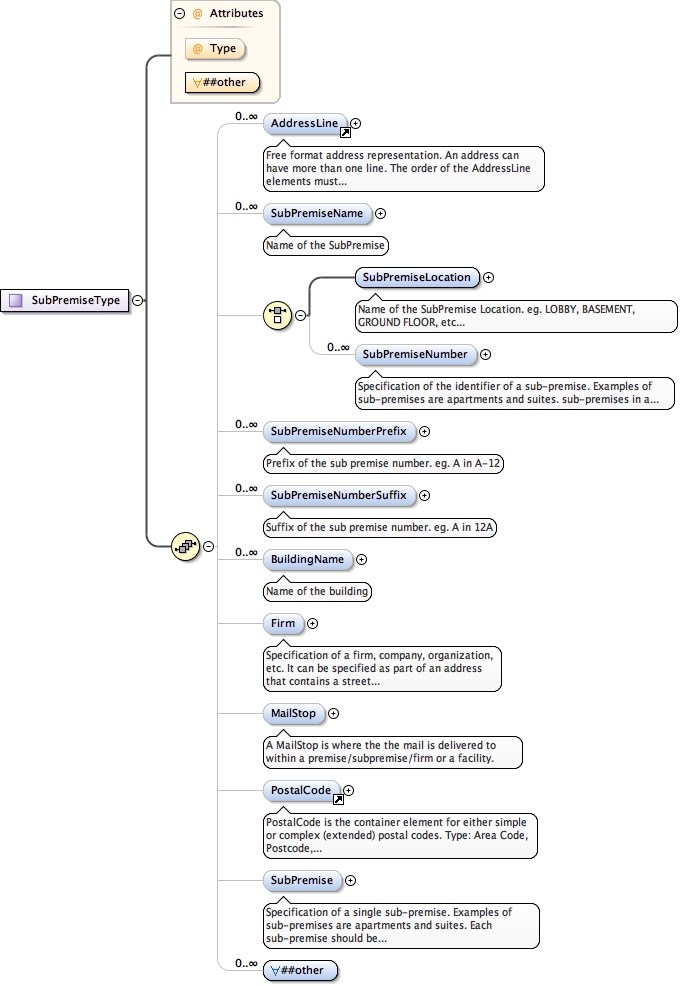 Attributes
@ Type
∀##other
0..∞
AddressLine
Free format address representation. An address can
have more than one line. The order of the AddressLine
elements must...
0..∞
SubPremiseName
Name of the SubPremise
SubPremiseType
SubPremiseLocation
Name of the SubPremise Location. eg. LOBBY, BASEMENT,
GROUND FLOOR, etc...
0..∞
SubPremiseNumber
Specification of the identifier of a sub-premise. Examples of
sub-premises are apartments and suites. sub-premises in a...
0..∞
SubPremiseNumberPrefix
Prefix of the sub premise number. eg. A in A-12
0..∞
SubPremiseNumberSuffix
Suffix of the sub premise number. eg. A in 12A
0..∞
BuildingName
Name of the building
Firm
Specification of a firm, company, organization,
etc. It can be specified as part of an address
that contains a street...
MailStop
A MailStop is where the the mail is delivered to
within a premise/subpremise/firm or a facility.
PostalCode
PostalCode is the container element for either simple
or complex (extended) postal codes. Type: Area Code,
Postcode,...
SubPremise
Specification of a single sub-premise. Examples of
sub-premises are apartments and suites. Each
sub-premise should be...
0..∞
∀##other